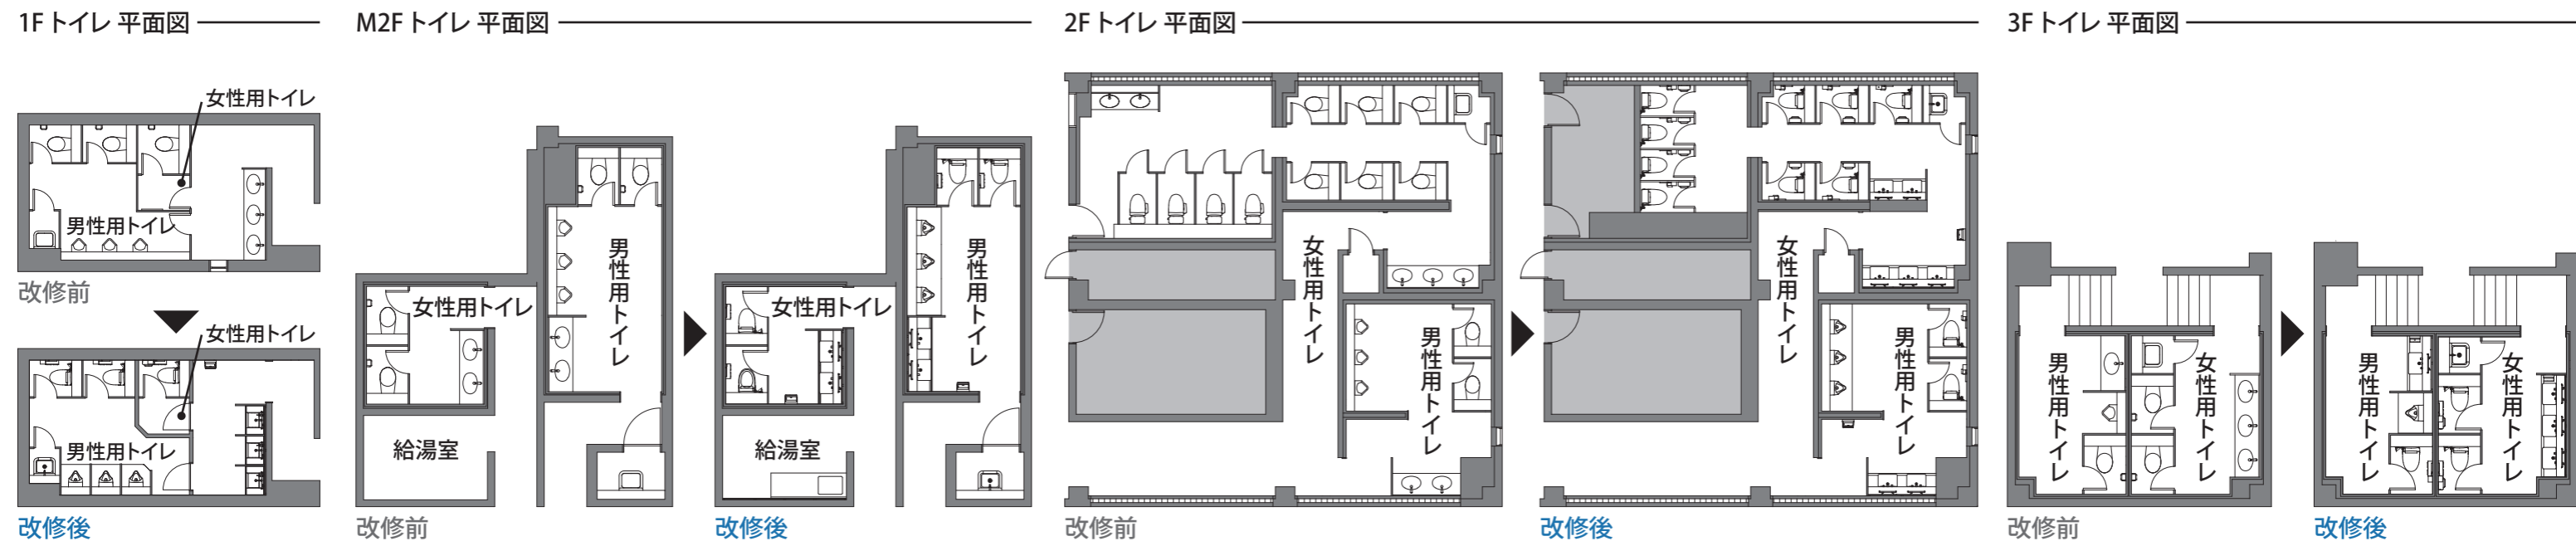 1F トイレ 平面図
女性用トイレ
男性用トイレ
改修前
女性用トイレ
男性用トイレ
改修後
M2F トイレ 平面図
男性用トイレ
女性用トイレ
給湯室
改修前
男性用トイレ
女性用トイレ
給湯室
改修後
2F トイレ 平面図
女性用トイレ
男性用トイレ
改修前
女性用トイレ
男性用トイレ
改修後
3F トイレ 平面図
男性用トイレ
女性用トイレ
改修前
男性用トイレ
女性用トイレ
改修後